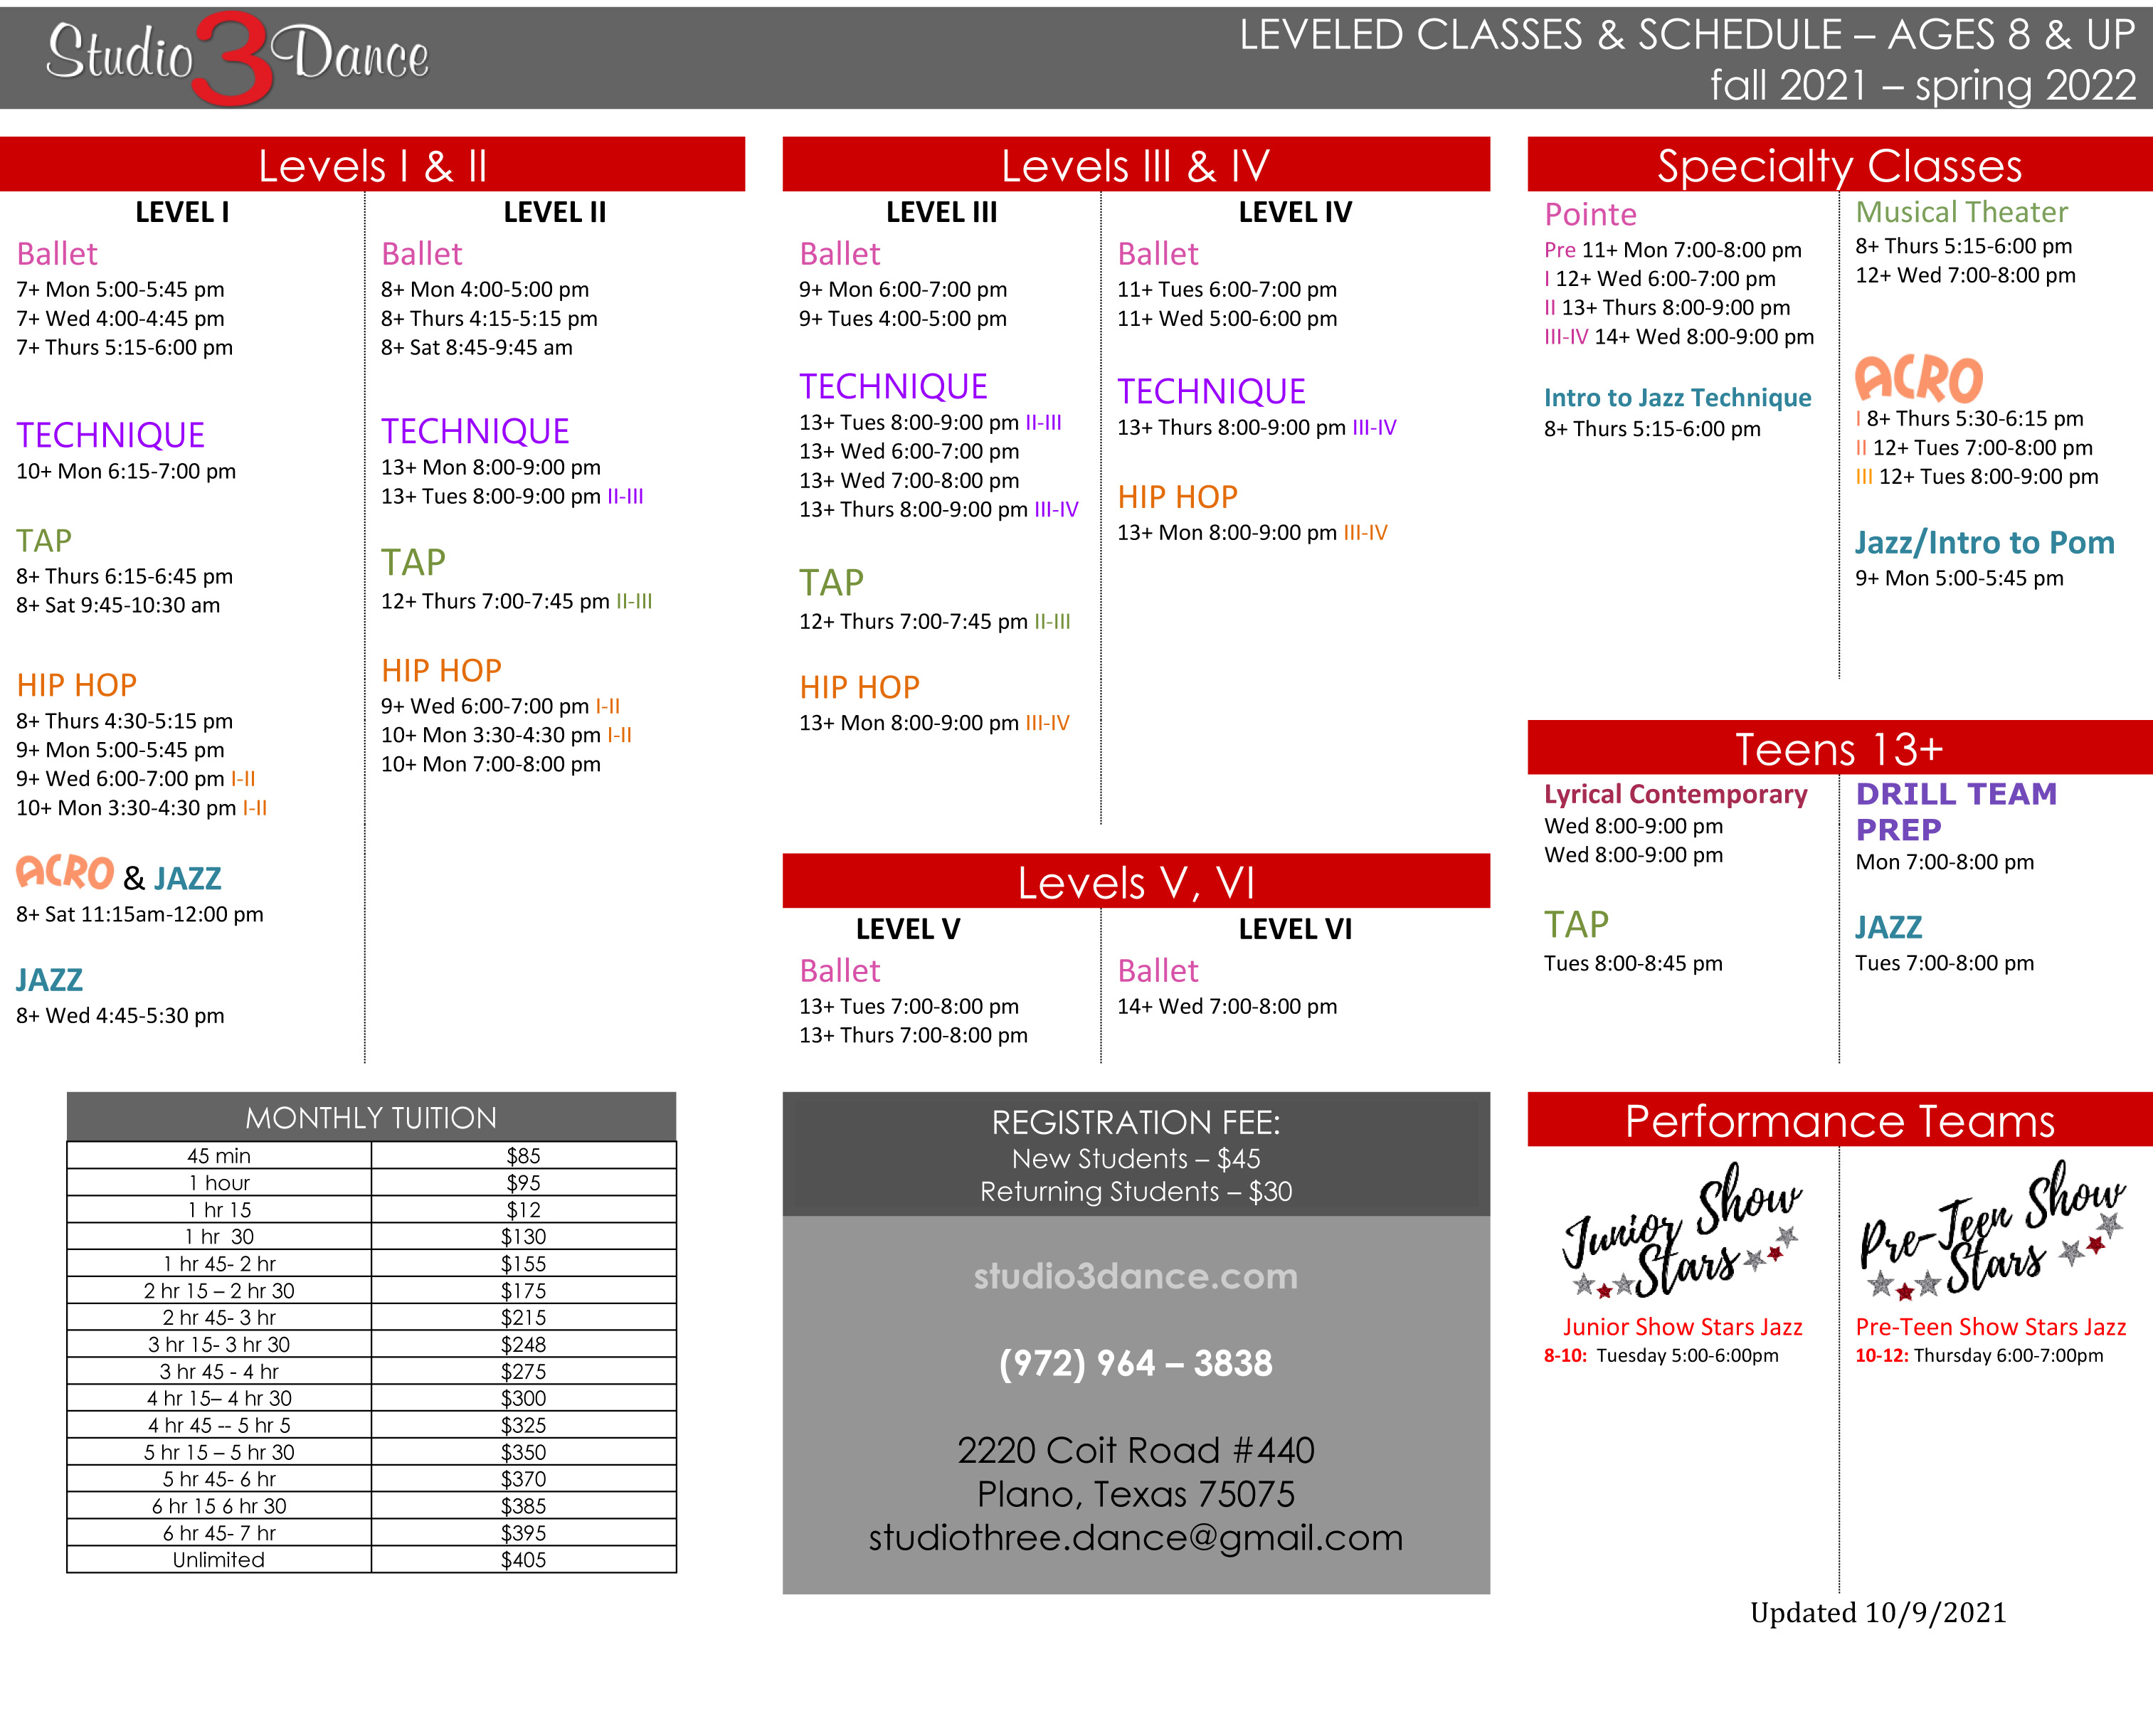 Studio 3 Dance
LEVELED CLASSES & SCHEDULE – AGES 8 & UP
fall 2021 – spring 2022
Levels I & II
LEVEL I
Ballet
7+ Mon 5:00-5:45 pm
7+ Wed 4:00-4:45 pm
7+ Thurs 5:15-6:00 pm
TECHNIQUE
10+ Mon 6:15-7:00 pm
TAP
8+ Thurs 6:15-6:45 pm
8+ Sat 9:45-10:30 am
HIP HOP
8+ Thurs 4:30-5:15 pm
9+ Mon 5:00-5:45 pm
9+ Wed 6:00-7:00 pm I-II
10+ Mon 3:30-4:30 pm I-II
ACRO & JAZZ
8+ Sat 11:15am-12:00 pm
JAZZ
8+ Wed 4:45-5:30 pm
LEVEL II
Ballet
8+ Mon 4:00-5:00 pm
8+ Thurs 4:15-5:15 pm
8+ Sat 8:45-9:45 am
TECHNIQUE
13+ Mon 8:00-9:00 pm
13+ Tues 8:00-9:00 pm II-III
TAP
12+ Thurs 7:00-7:45 pm II-III
HIP HOP
9+ Wed 6:00-7:00 pm I-II
10+ Mon 3:30-4:30 pm I-II
10+ Mon 7:00-8:00 pm
Levels III & IV
LEVEL III
Ballet
9+ Mon 6:00-7:00 pm
9+ Tues 4:00-5:00 pm
TECHNIQUE
13+ Tues 8:00-9:00 pm II-III
13+ Wed 6:00-7:00 pm
13+ Wed 7:00-8:00 pm
13+ Thurs 8:00-9:00 pm III-IV
TAP
12+ Thurs 7:00-7:45 pm II-III
HIP HOP
13+ Mon 8:00-9:00 pm III-IV
LEVEL IV
Ballet
11+ Tues 6:00-7:00 pm
11+ Wed 5:00-6:00 pm
TECHNIQUE
13+ Thurs 8:00-9:00 pm III-IV
HIP HOP
13+ Mon 8:00-9:00 pm III-IV
Levels V, VI
LEVEL V
Ballet
13+ Tues 7:00-8:00 pm
13+ Thurs 7:00-8:00 pm
LEVEL VI
Ballet
14+ Wed 7:00-8:00 pm
Specialty Classes
Pointe
Pre 11+ Mon 7:00-8:00 pm
I 12+ Wed 6:00-7:00 pm
II 13+ Thurs 8:00-9:00 pm
III-IV 14+ Wed 8:00-9:00 pm
Intro to Jazz Technique
8+ Thurs 5:15-6:00 pm
Musical Theater
8+ Thurs 5:15-6:00 pm
12+ Wed 7:00-8:00 pm
ACRO
I 8+ Thurs 5:30-6:15 pm
II 12+ Tues 7:00-8:00 pm
III 12+ Tues 8:00-9:00 pm
Jazz/Intro to Pom
9+ Mon 5:00-5:45 pm
Teens 13+
Lyrical Contemporary
Wed 8:00-9:00 pm
Wed 8:00-9:00 pm
TAP
Tues 8:00-8:45 pm
DRILL TEAM
PREP
Mon 7:00-8:00 pm
JAZZ
Tues 7:00-8:00 pm
MONTHLY TUITION
45 min $85
1 hour $95
1 hr 15 $12
1 hr 30 $130
1 hr 45- 2 hr $155
2 hr 15 – 2 hr 30 $175
2 hr 45- 3 hr $215
3 hr 15- 3 hr 30 $248
3 hr 45 - 4 hr $275
4 hr 15– 4 hr 30 $300
4 hr 45 -- 5 hr 5 $325
5 hr 15 – 5 hr 30 $350
5 hr 45- 6 hr $370
6 hr 15 6 hr 30 $385
6 hr 45- 7 hr $395
Unlimited $405
REGISTRATION FEE:
New Students – $45
Returning Students – $30
studio3dance.com
(972) 964 – 3838
2220 Coit Road #440
Plano, Texas 75075
studiothree.dance@gmail.com
Performance Teams
Junior Show
Stars
Junior Show Stars Jazz
8-10: Tuesday 5:00-6:00pm
Pre-Teen Show
Stars
Pre-Teen Show Stars Jazz
10-12: Thursday 6:00-7:00pm
Updated 10/9/2021